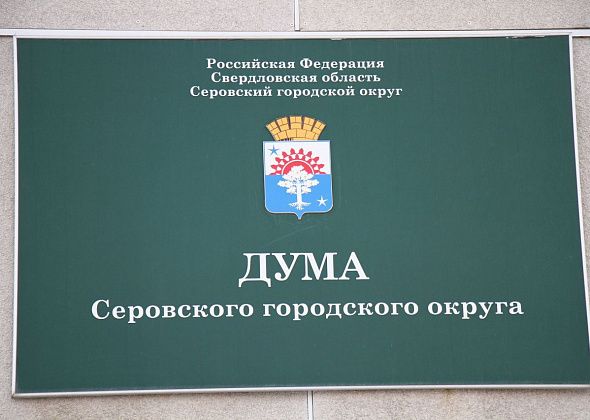 Российская Федерация
Свердловская область
Серовский городской округ
ДУМА
Серовского городского округа